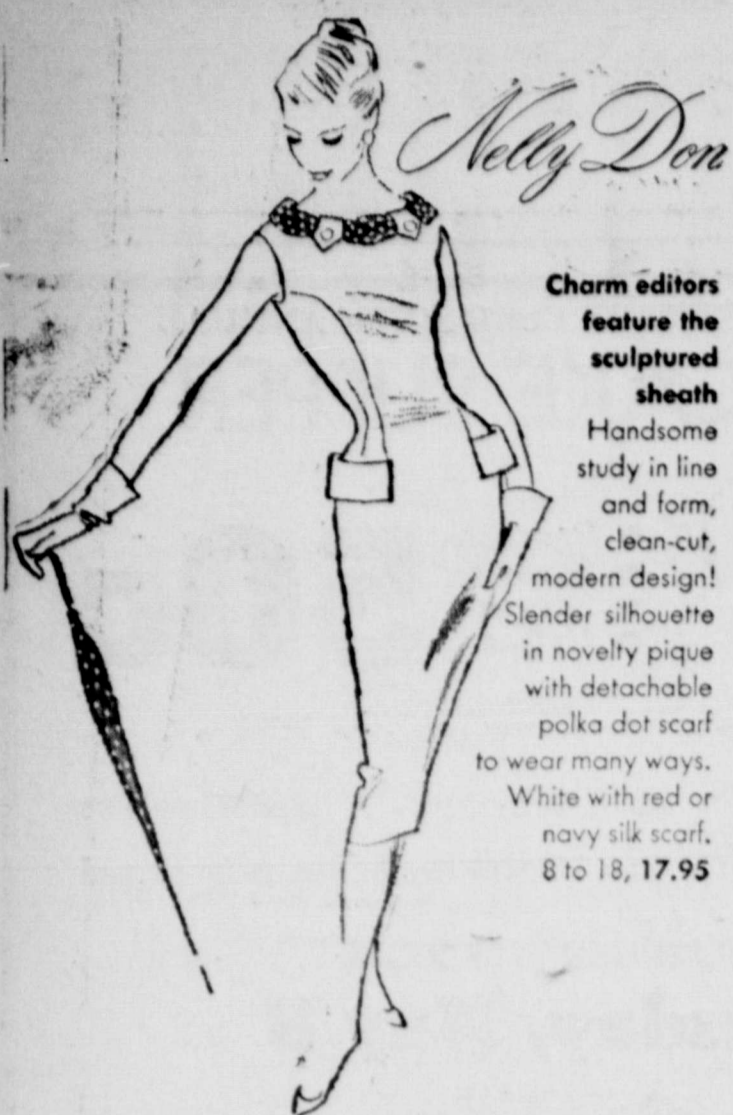 Nelly Don
Charm editors
feature the
sculptured
sheath
Handsome
study in line
and form,
clean-cut,
modern design!
Slender silhouette
in novelty pique
with detachable
polka dot scarf
to wear many ways.
White with red or
navy silk scarf.
8 to 18, 17.95